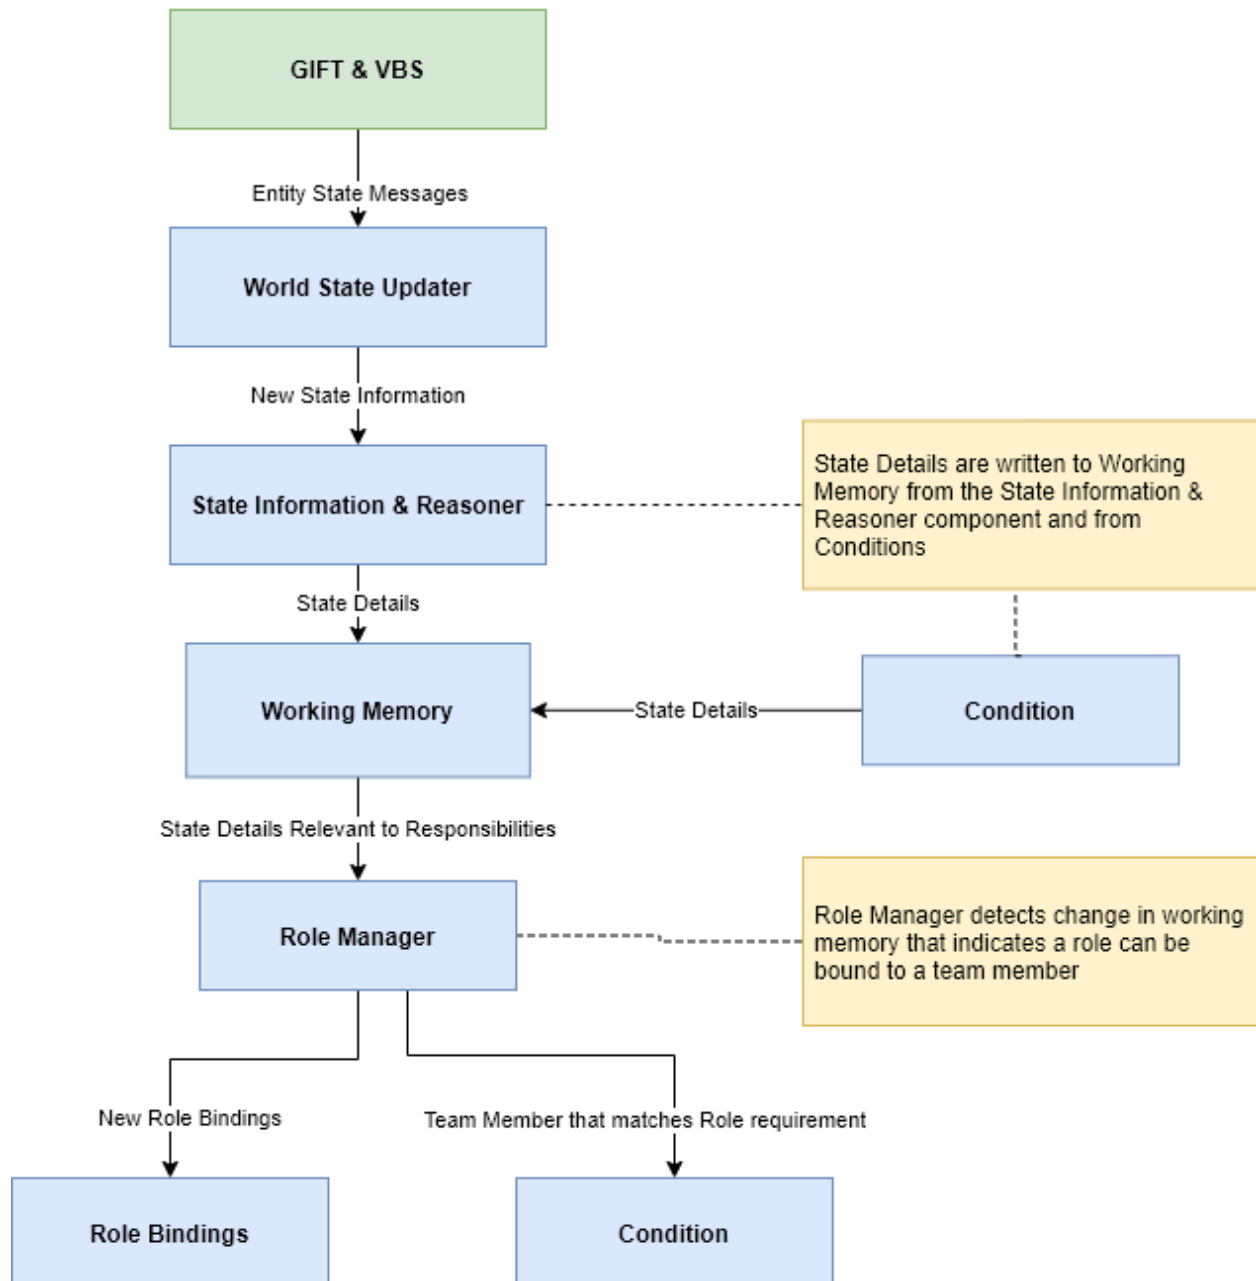 GIFT & VBS
Entity State Messages
World State Updater
New State Information
State Information & Reasoner
State Details are written to Working
Memory from the State Information &
Reasoner component and from
Conditions
State Details
Working Memory
State Details
Condition
State Details Relevant to Responsibilities
Role Manager
Role Manager detects change in working
memory that indicates a role can be
bound to a team member
New Role Bindings
Team Member that matches Role requirement
Role Bindings
Condition